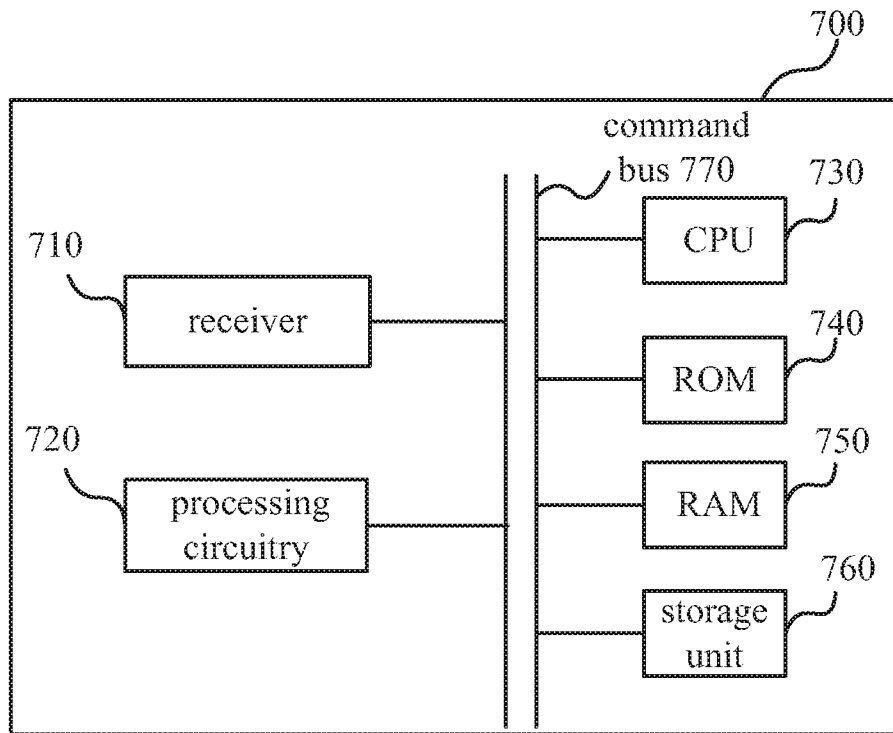 700
command
bus 770
730
CPU
710
receiver
740
ROM
720
processing
circuitry
750
RAM
760
storage
unit